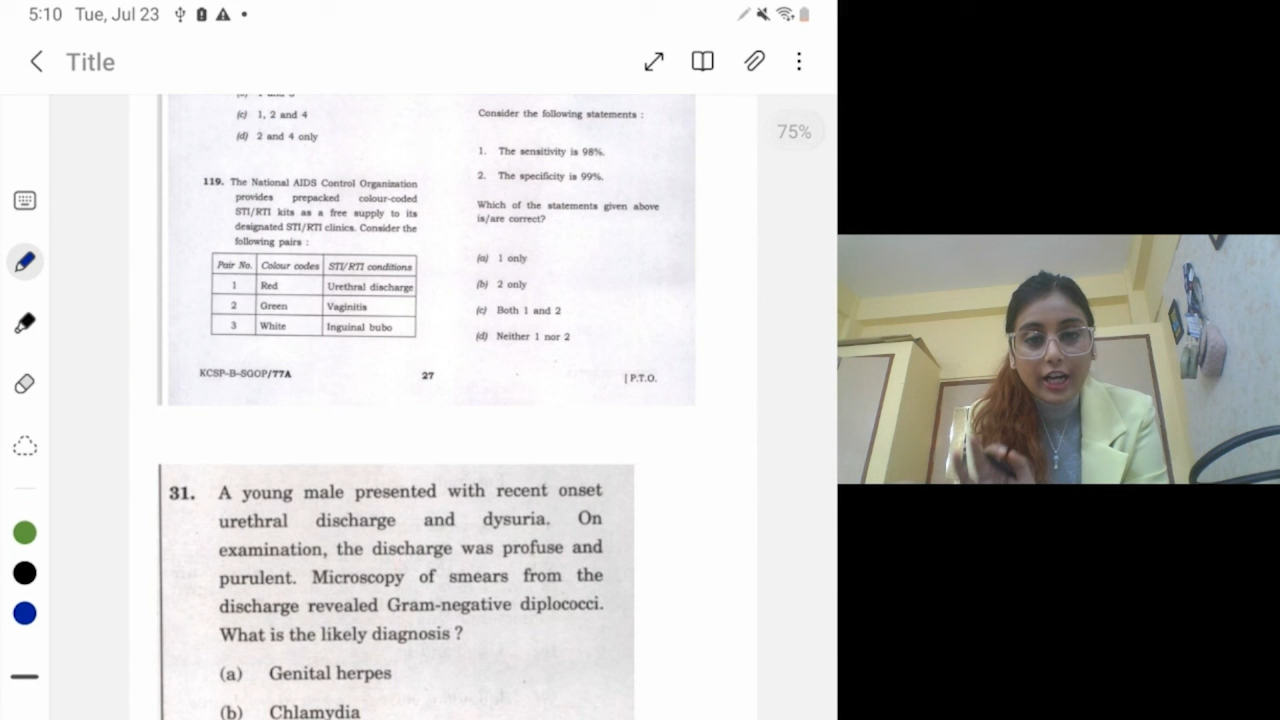 5:10 Tue, Jul 23
Title
75%
(c) 1, 2 and 4
(d) 2 and 4 only
119. The National AIDS Control Organization
provides prepacked colour-coded
STI/RTI kits as a free supply to its
designated STI/RTI clinics. Consider the
following pairs :
Pair No. Colour codes STI/RTI conditions
1 Red Urethral discharge
2 Green Vaginitis
3 White Inguinal bubo
Consider the following statements :
1. The sensitivity is 98%.
2. The specificity is 99%.
Which of the statements given above
is/are correct?
(a) 1 only
(b) 2 only
(c) Both 1 and 2
(d) Neither 1 nor 2
KCSP-B-SGOP/77A 27 [ P.T.O.
31. A young male presented with recent onset
urethral discharge and dysuria. On
examination, the discharge was profuse and
purulent. Microscopy of smears from the
discharge revealed Gram-negative diplococci.
What is the likely diagnosis ?
(a) Genital herpes
(b) Chlamydia